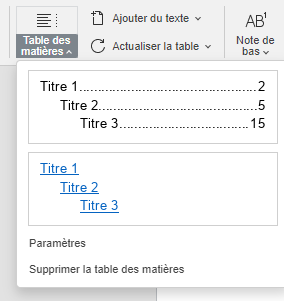 Table des
matières
Ajouter du texte
Actualiser la table
AB¹
Note de
bas
Titre 1.......................................................2
Titre 2................................................5
Titre 3.......................................15
Titre 1
Titre 2
Titre 3
Paramètres
Supprimer la table des matières